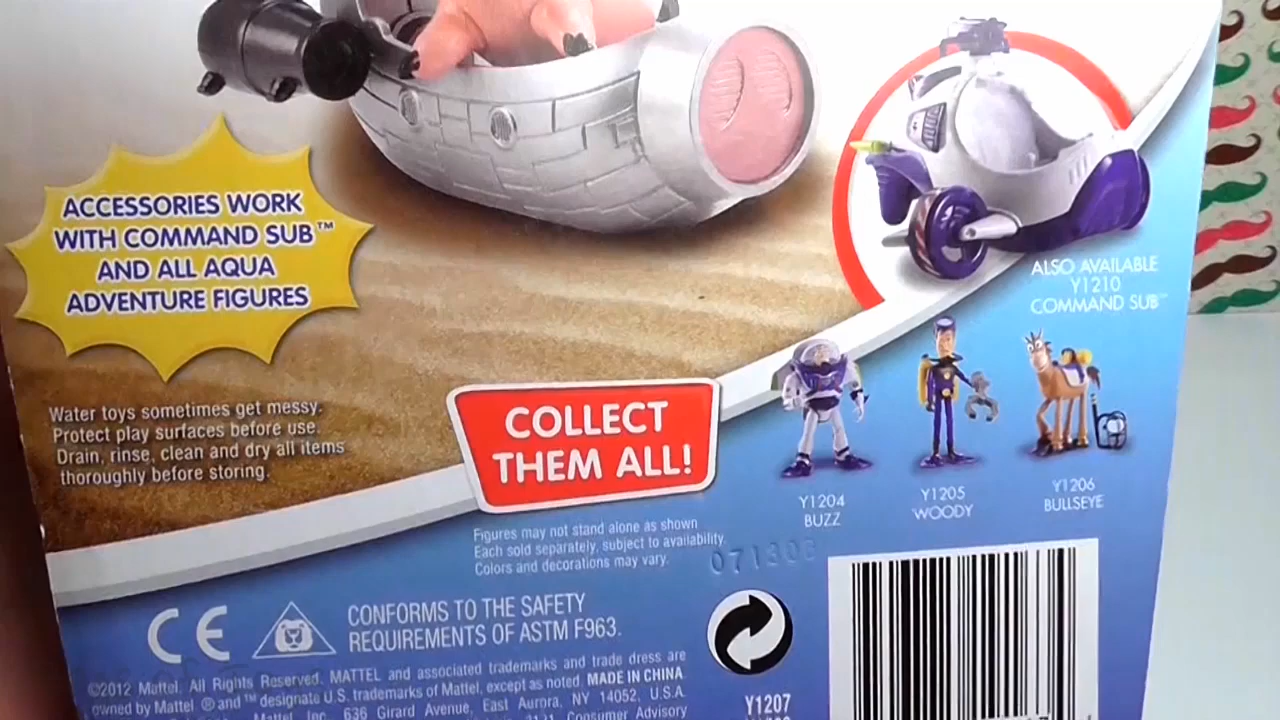 ACCESSORIES WORK
WITH COMMAND SUB™
AND ALL AQUA
ADVENTURE FIGURES
ALSO AVAILABLE
Y1210
COMMAND SUB™
Water toys sometimes get messy.
Protect play surfaces before use.
Drain, rinse, clean and dry all items
thoroughly before storing.
COLLECT
THEM ALL!
Y1204
BUZZ
Y1205
WOODY
Y1206
BULLSEYE
Figures may not stand alone as shown
Each sold separately, subject to availability.
Colors and decorations may vary.
CE
CONFORMS TO THE SAFETY
REQUIREMENTS OF ASTM F963.
©2012 Mattel. All Rights Reserved. MATTEL and associated trademarks and trade dress are
owned by Mattel ® and ™ designate U.S. trademarks of Mattel, except as noted. MADE IN CHINA
Mattel, Inc., 636 Girard Avenue, East Aurora, NY 14052, U.S.A.
Consumer Advisory
Y1207